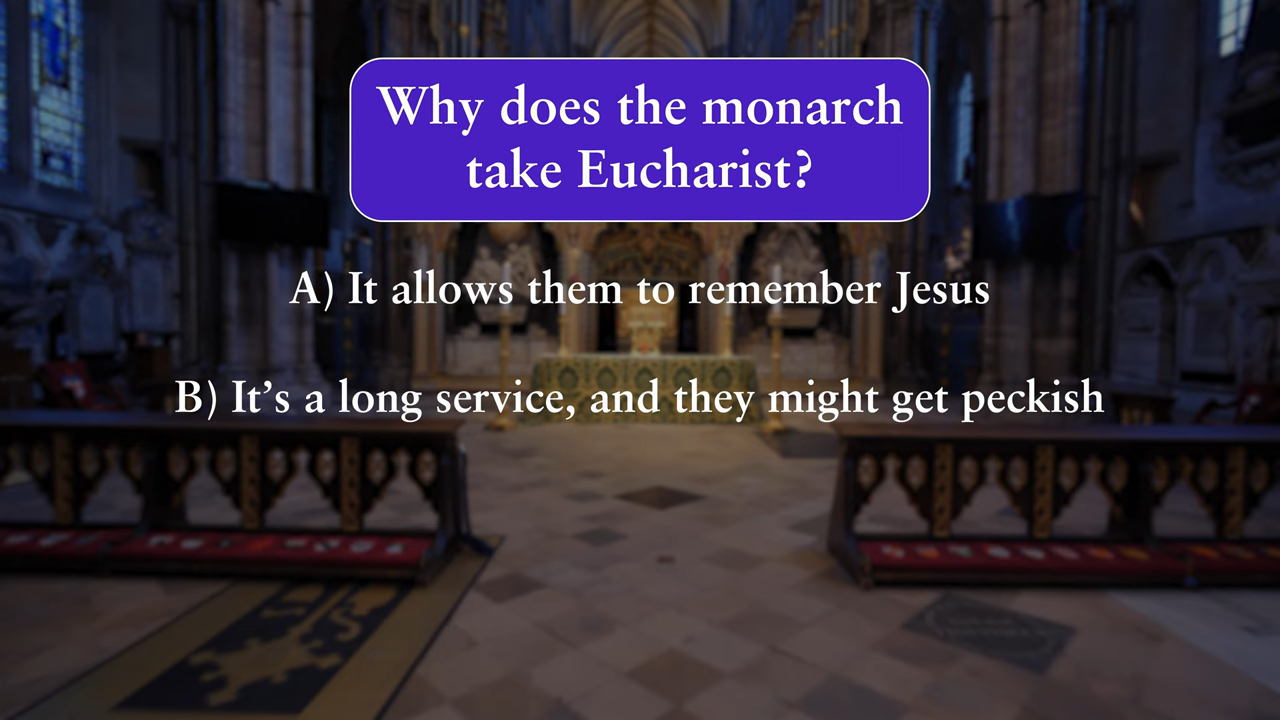 Why does the monarch
take Eucharist?
A) It allows them to remember Jesus
B) It’s a long service, and they might get peckish